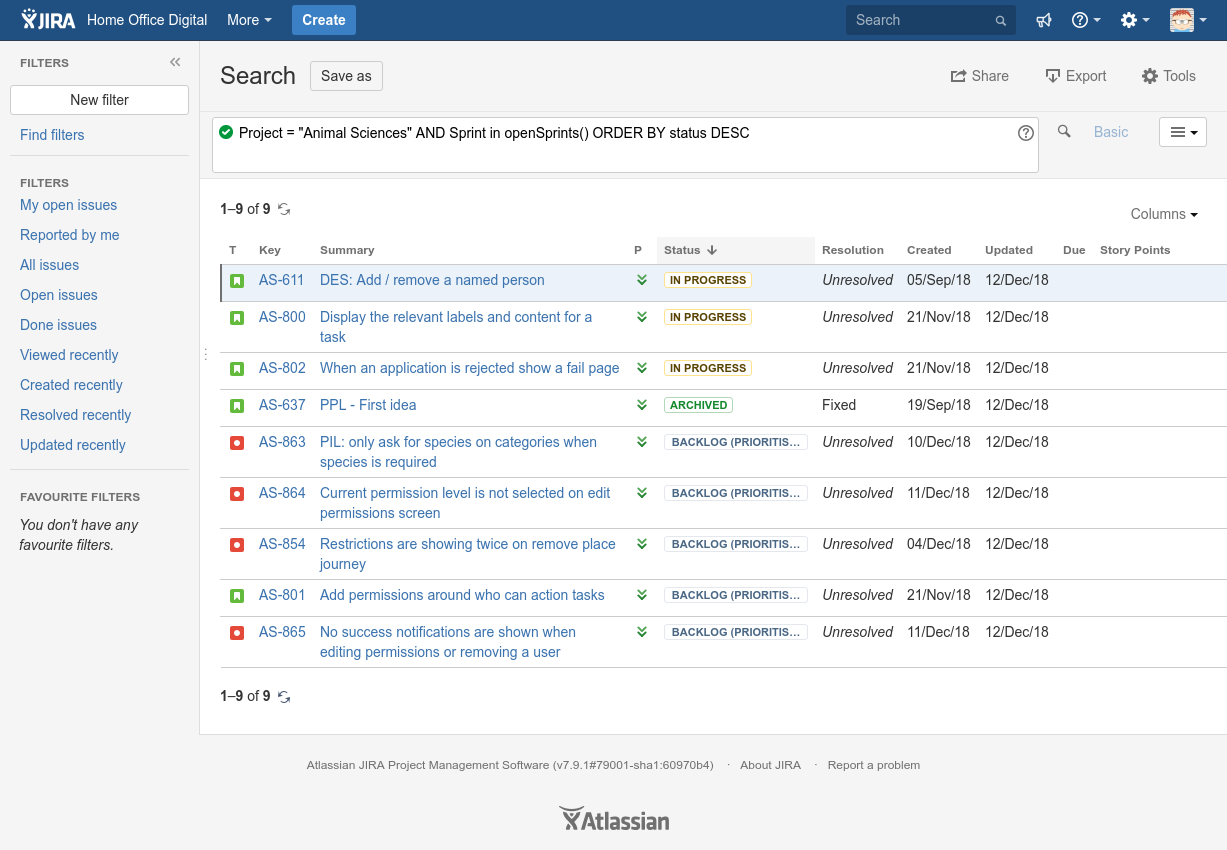 JIRA Home Office Digital More Create Search
FILTERS
New filter
Find filters
FILTERS
My open issues
Reported by me
All issues
Open issues
Done issues
Viewed recently
Created recently
Resolved recently
Updated recently
FAVOURITE FILTERS
You don't have any
favourite filters.
Search Save as Share Export Tools
Project = "Animal Sciences" AND Sprint in openSprints() ORDER BY status DESC Basic
1–9 of 9
Columns
T Key Summary P Status Resolution Created Updated Due Story Points
AS-611 DES: Add / remove a named person IN PROGRESS Unresolved 05/Sep/18 12/Dec/18
AS-800 Display the relevant labels and content for a IN PROGRESS Unresolved 21/Nov/18 12/Dec/18
task
AS-802 When an application is rejected show a fail page IN PROGRESS Unresolved 21/Nov/18 12/Dec/18
AS-637 PPL - First idea ARCHIVED Fixed 19/Sep/18 12/Dec/18
AS-863 PIL: only ask for species on categories when BACKLOG (PRIORITIS... Unresolved 10/Dec/18 12/Dec/18
species is required
AS-864 Current permission level is not selected on edit BACKLOG (PRIORITIS... Unresolved 11/Dec/18 12/Dec/18
permissions screen
AS-854 Restrictions are showing twice on remove place BACKLOG (PRIORITIS... Unresolved 04/Dec/18 12/Dec/18
journey
AS-801 Add permissions around who can action tasks BACKLOG (PRIORITIS... Unresolved 21/Nov/18 12/Dec/18
AS-865 No success notifications are shown when BACKLOG (PRIORITIS... Unresolved 11/Dec/18 12/Dec/18
editing permissions or removing a user
1–9 of 9
Atlassian JIRA Project Management Software (v7.9.1#79001-sha1:60970b4) · About JIRA · Report a problem
Atlassian